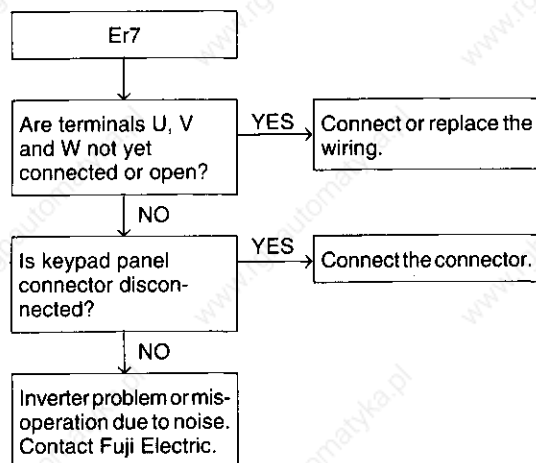 Er7
Are terminals U, V
and W not yet
connected or open?
YES
Connect or replace the
wiring.
NO
Is keypad panel
connector discon-
nected?
YES
Connect the connector.
NO
Inverter problem or mis-
operation due to noise.
Contact Fuji Electric.